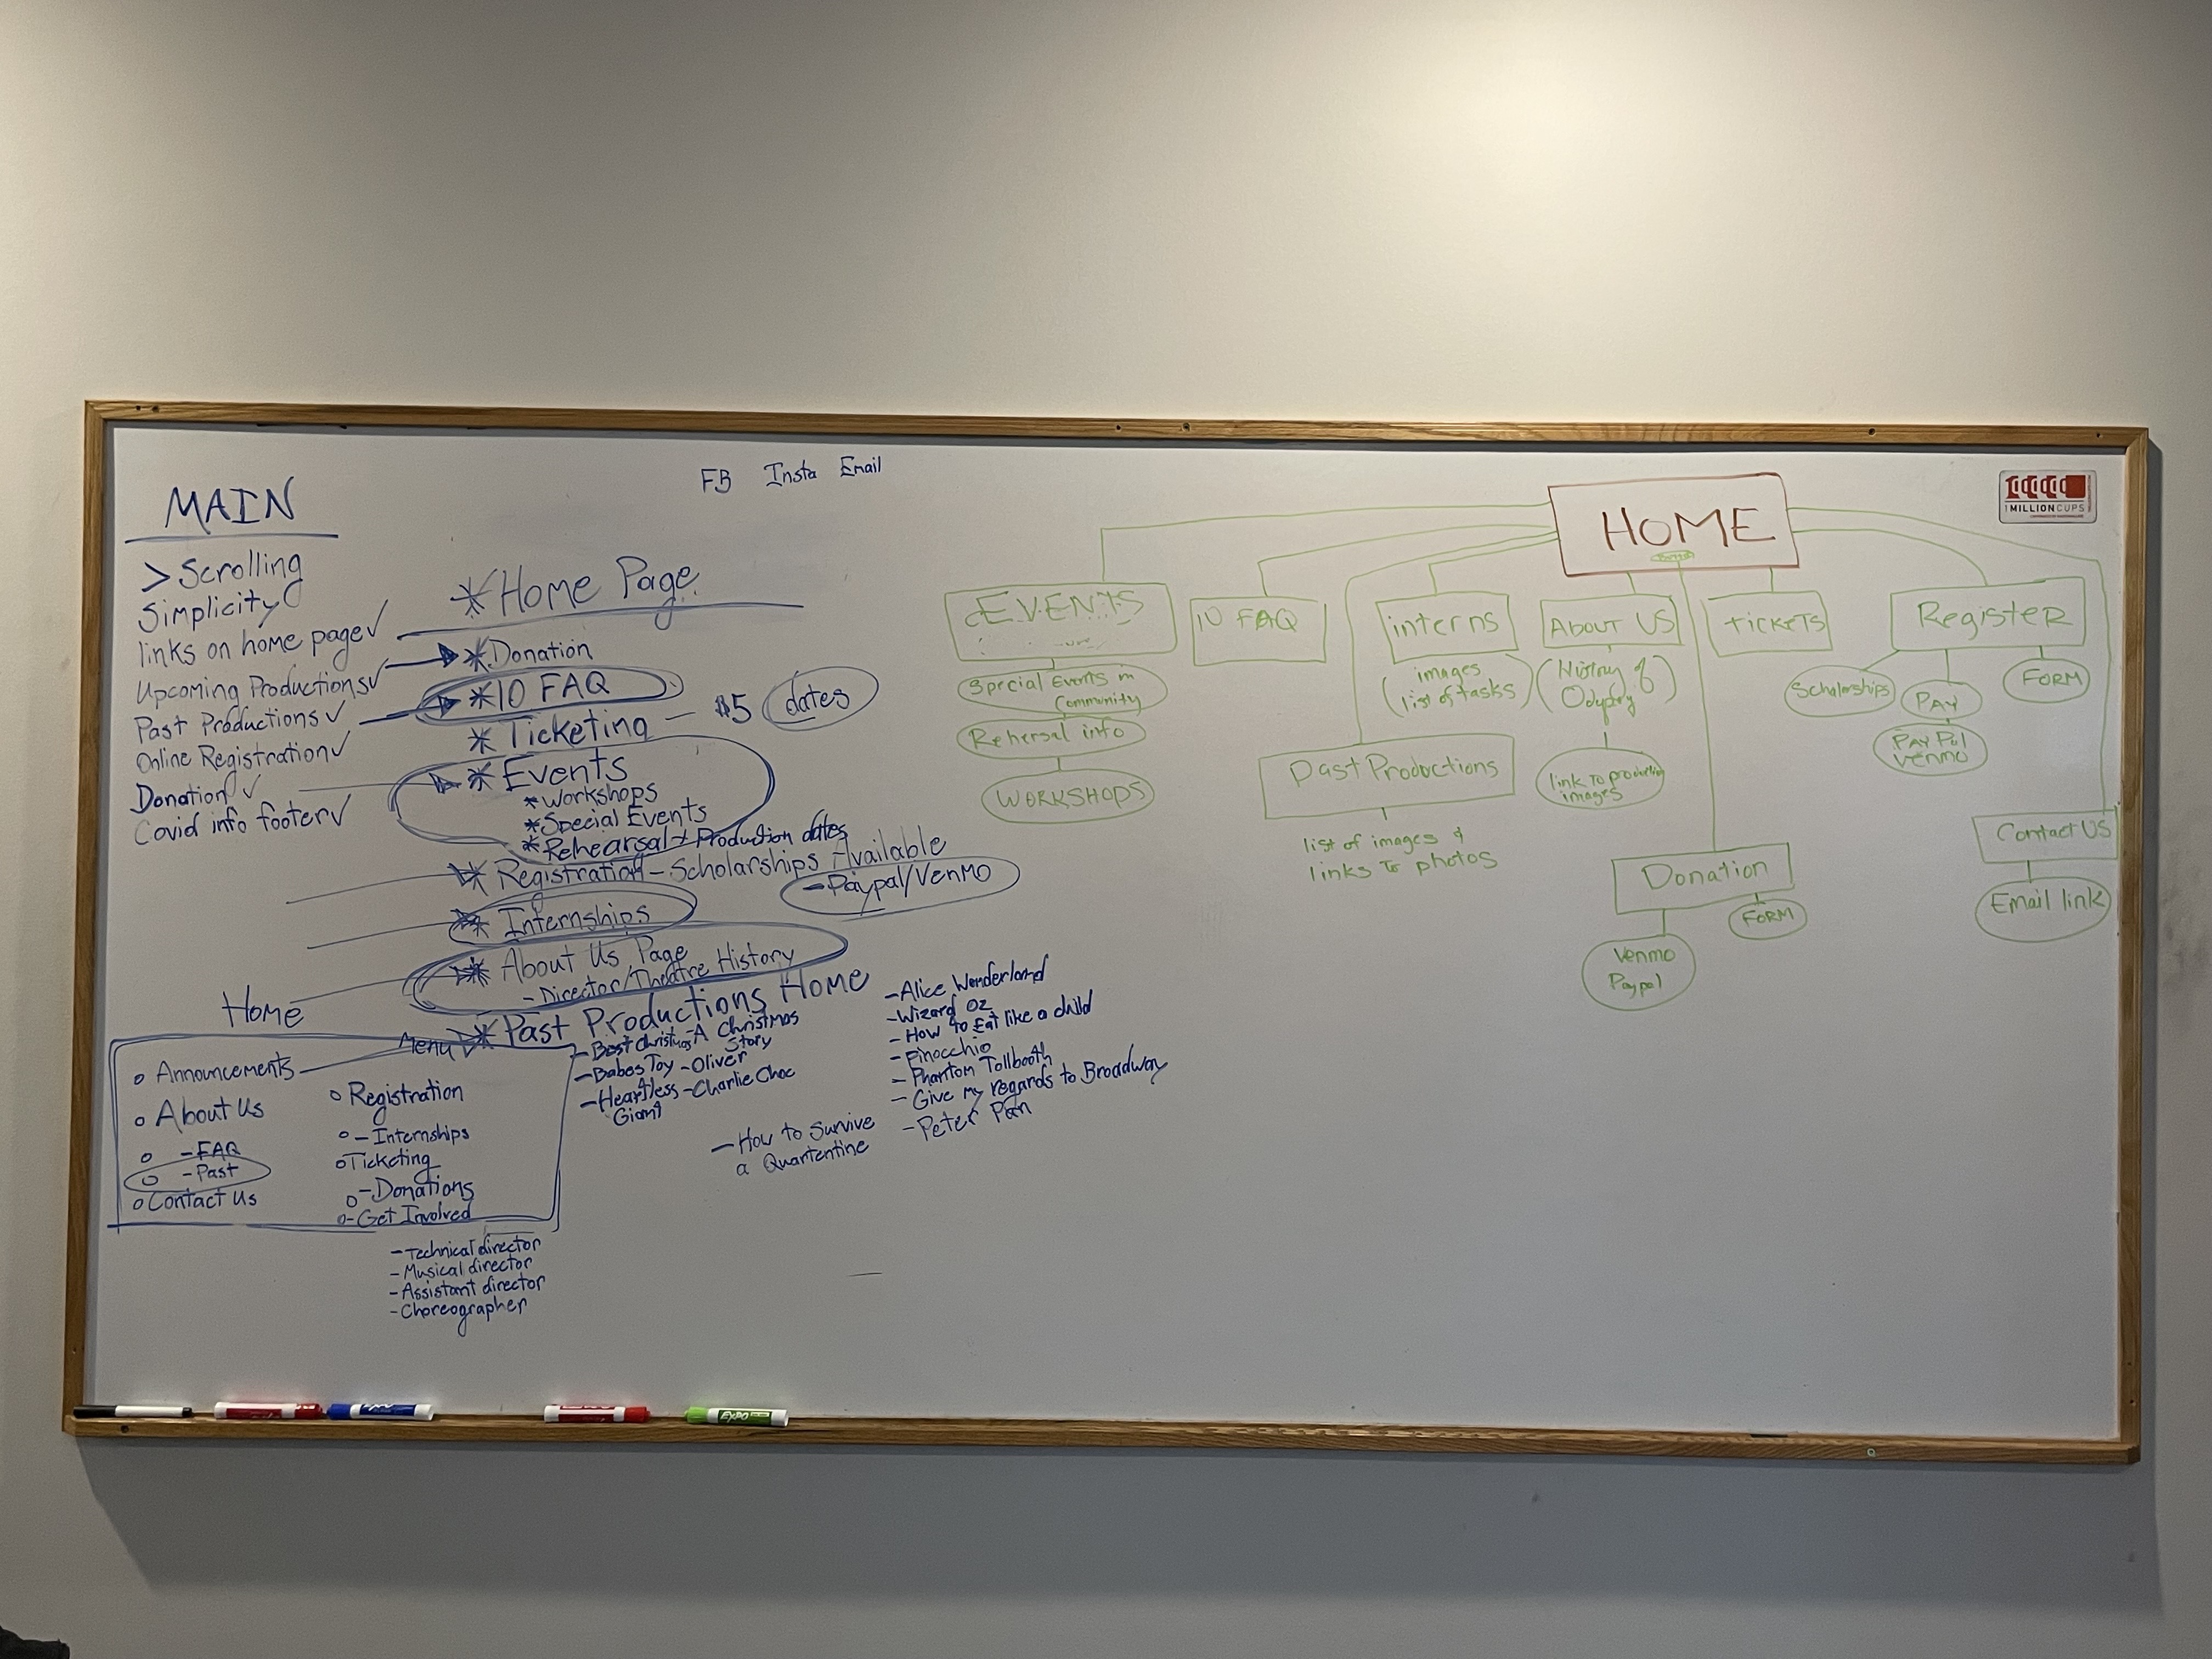 MAIN
> Scrolling
Simplicity
links on home page ✓
Upcoming Productions ✓
Past Productions ✓
Online Registration ✓
Donation ✓
Covid info footer ✓
FB Insta Email
* Home Page
* Donation
* 10 FAQ
* Ticketing — $5 dates
* Events
* Workshops
* Special Events
* Rehearsal + Production dates
* Registration - Scholarships Available
- Paypal/Venmo
* Internships
* About Us Page
- Director/Theatre History
* Past Productions Home
- Best Christmas
- A Christmas Story
- Babes Toy
- Oliver
- Heartless Giant
- Charlie Choc
- How to Survive
a Quartentine
- Alice Wonderland
- Wizard Oz
- How to Eat like a child
- Pinocchio
- Phantom Tollbooth
- Give my regards to Broadway
- Peter Pan
Home
Menu
o Announcements
o About Us
o - FAQ
o - Past
o Contact Us
o Registration
o - Internships
o Ticketing
o - Donations
o - Get Involved
- Technical director
- Musical director
- Assistant director
- Choreographer
HOME
EVENTS
Special Events in
Community
Rehersal info
WORKSHOPS
10 FAQ
interns
images
list of tasks
Past Productions
list of images &
links to photos
About US
(History of
link to production
images
TICKETS
Donation
Venmo
Paypal
FORM
Register
Scholarships
PAY
PAY Pal
Venmo
FORM
Contact US
Email link
1 MILLION CUPS
EXPO